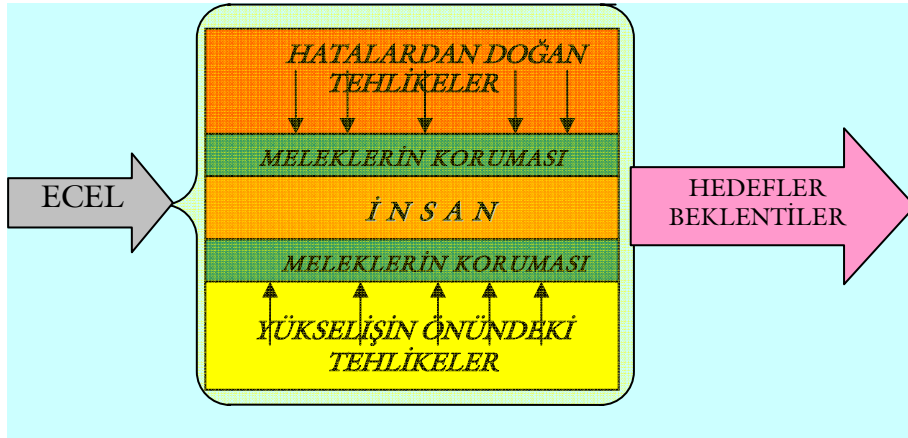 HATALARDAN DOĞAN
TEHLİKELER
MELEKLERİN KORUMASI
ECEL
İ N S A N
HEDEFLER
BEKLENTİLER
MELEKLERİN KORUMASI
YÜKSELİŞİN ÖNÜNDEKİ
TEHLİKELER